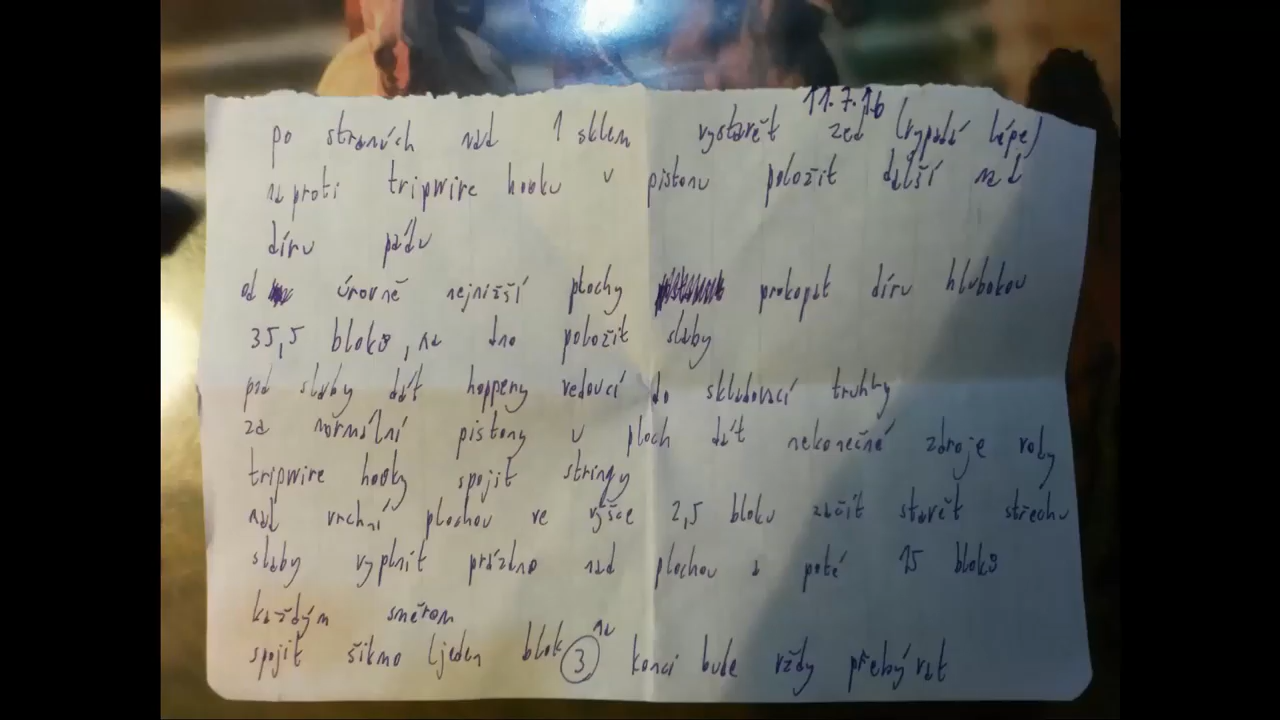 11.7.16
po stranách nad 1 sklem vystavět zeď (vypadá lépe)
naproti tripwire hooku v pistonu položit další nad
díru pádu
od úrovně nejnižší plochy prokopat díru hlubokou
35,5 bloků, na dno položit slaby
pod slaby dát hoppery vedoucí do skladovací truhly
za normální pistony v ploch dát nekonečné zdroje vody
tripwire hooky spojit stringy
nad vrchní plochou ve výšce 2,5 bloku začít stavět střechu
slaby vyplnit prázdno nad plochou a poté 15 bloků
každým směrem
spojit šikmo (jeden blok na
3 konci bude vždy přebývat